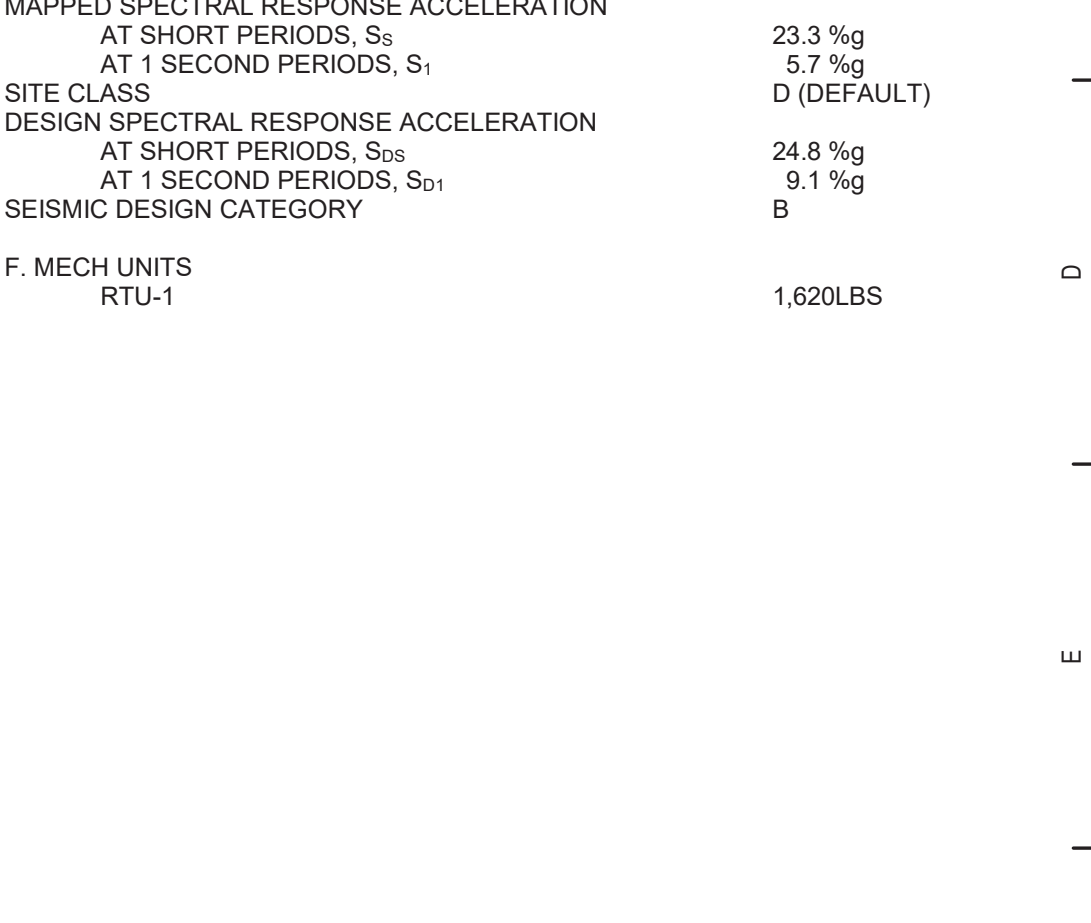 MAPPED SPECTRAL RESPONSE ACCELERATION
AT SHORT PERIODS, SS 23.3 %g
AT 1 SECOND PERIODS, S1 5.7 %g
SITE CLASS D (DEFAULT)
DESIGN SPECTRAL RESPONSE ACCELERATION
AT SHORT PERIODS, SDS 24.8 %g
AT 1 SECOND PERIODS, SD1 9.1 %g
SEISMIC DESIGN CATEGORY B
F. MECH UNITS
RTU-1 1,620LBS
D
E